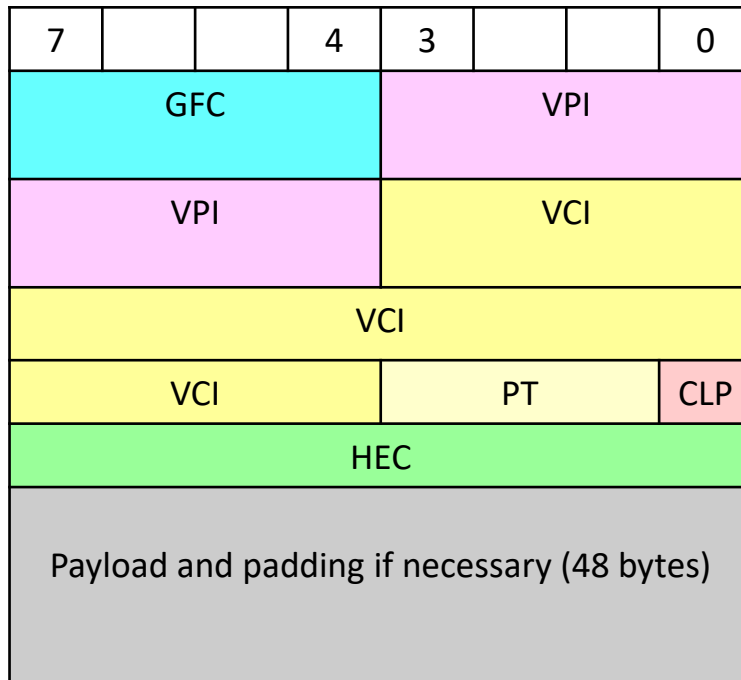 7 4 3 0
GFC VPI
VPI VCI
VCI
VCI PT CLP
HEC
Payload and padding if necessary (48 bytes)